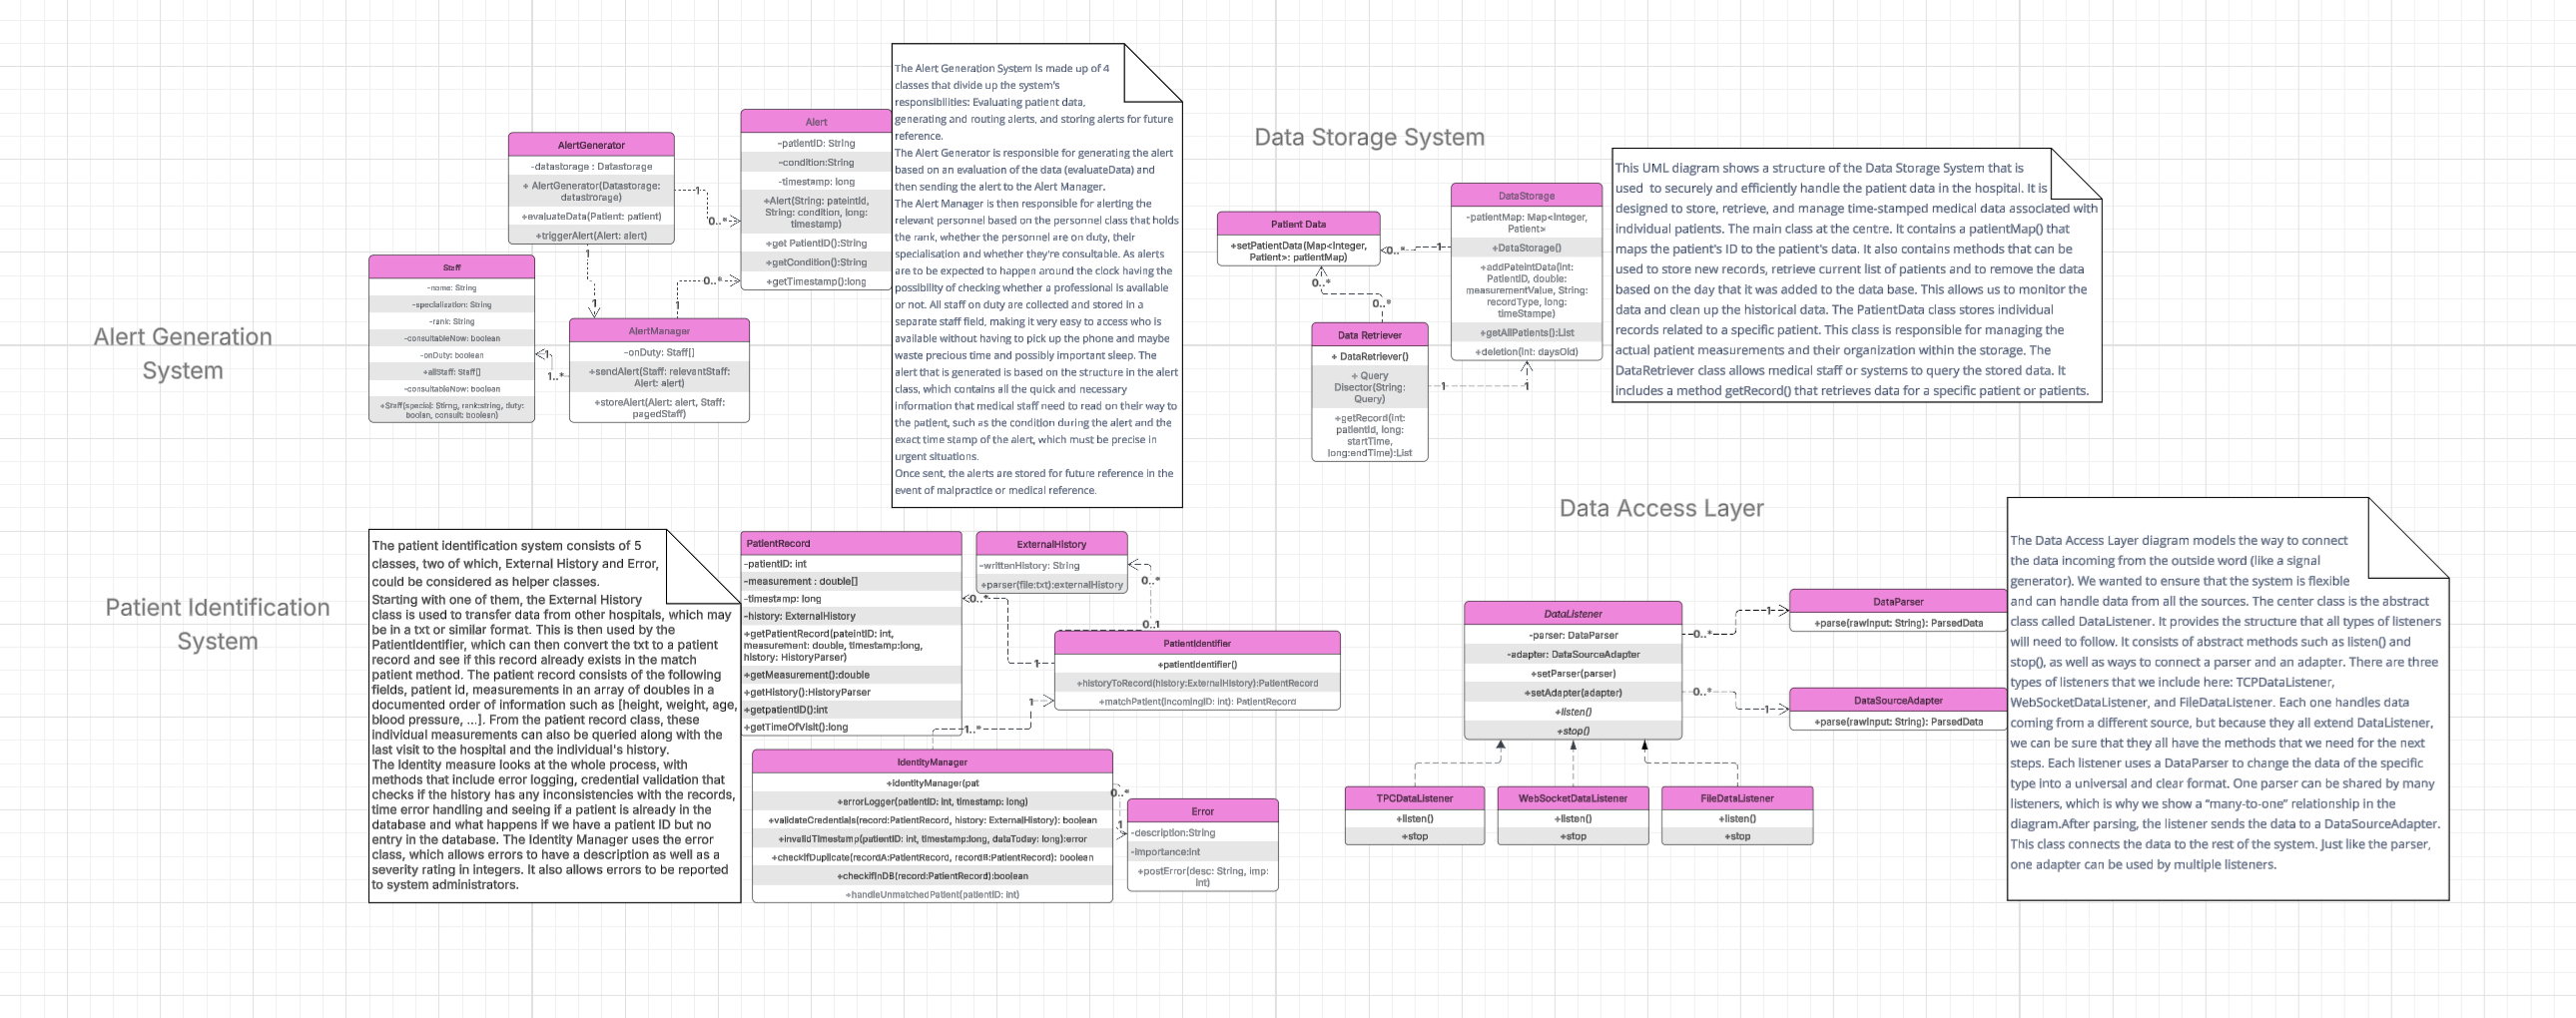 Alert Generation
System
AlertGenerator
-datastorage : Datastorage
+ AlertGenerator(Datastorage:
datastrorage)
+evaluateData(Patient: patient)
+triggerAlert(Alert: alert)
1
0..*
1
1
Alert
-patientID: String
-condition:String
-timestamp: long
+Alert(String: pateintId,
String: condition, long:
timestamp)
+get PatientID():String
+getCondition():String
+getTimestamp():long
Staff
-name: String
-specialisation: String
-rank: String
-consultableNow: boolean
-onDuty: boolean
+allStaff: Staff[]
-consultableNow: boolean
+Staff(special: Stirng, rank:string, duty:
boolan, consult: boolean)
AlertManager
-onDuty: Staff[]
+sendAlert(Staff: relevantStaff:
Alert: alert)
+storeAlert(Alert: alert, Staff:
pagedStaff)
1
0..*
1
1..*
The Alert Generation System is made up of 4
classes that divide up the system's
responsibilities: Evaluating patient data,
generating and routing alerts, and storing alerts for future
reference.
The Alert Generator is responsible for generating the alert
based on an evaluation of the data (evaluateData) and
then sending the alert to the Alert Manager.
The Alert Manager is then responsible for alerting the
relevant personnel based on the personnel class that holds
the rank, whether the personnel are on duty, their
specialisation and whether they're consultable. As alerts
are to be expected to happen around the clock having the
possibility of checking whether a professional is available
or not. All staff on duty are collected and stored in a
separate staff field, making it very easy to access who is
available without having to pick up the phone and maybe
waste precious time and possibly important sleep. The
alert that is generated is based on the structure in the alert
class, which contains all the quick and necessary
information that medical staff need to read on their way to
the patient, such as the condition during the alert and the
exact time stamp of the alert, which must be precise in
urgent situations.
Once sent, the alerts are stored for future reference in the
event of malpractice or medical reference.
Data Storage System
Patient Data
+setPatientData(Map<Integer,
Patient>: patientMap)
0..*
1
0..*
0..*
DataStorage
-patientMap: Map<Integer,
Patient>
+DataStorage()
+addPateintData(int:
PatientID, double:
measurementValue, String:
recordType, long:
timeStampe)
+getAllPatients():List
+deletion(int: daysOld)
Data Retriever
+ DataRetriever()
+ Query
Disector(String:
Query)
+getRecord(int:
patientId, long:
startTime,
long:endTime):List
1
1
This UML diagram shows a structure of the Data Storage System that is
used to securely and efficiently handle the patient data in the hospital. It is
designed to store, retrieve, and manage time-stamped medical data associated with
individual patients. The main class at the centre. It contains a patientMap() that
maps the patient's ID to the patient's data. It also contains methods that can be
used to store new records, retrieve current list of patients and to remove the data
based on the day that it was added to the data base. This allows us to monitor the
data and clean up the historical data. The PatientData class stores individual
records related to a specific patient. This class is responsible for managing the
actual patient measurements and their organization within the storage. The
DataRetriever class allows medical staff or systems to query the stored data. It
includes a method getRecord() that retrieves data for a specific patient or patients.
Patient Identification
System
The patient identification system consists of 5
classes, two of which, External History and Error,
could be considered as helper classes.
Starting with one of them, the External History
Class is used to transfer data from other hospitals, which may
be in a txt or similar format. This is then used by the
PatientIdentifier, which can then convert the txt to a patient
record and see if this record already exists in the match
patient method. The patient record consists of the following
fields, patient id, measurements in an array of doubles in a
documented order of information such as [height, weight, age,
blood pressure, ...]. From the patient record class, these
individual measurements can also be queried along with the
last visit to the hospital and the individual's history.
The Identity measure looks at the whole process, with
methods that include error logging, credential validation that
checks if the history has any inconsistencies with the records,
time error handling and seeing if a patient is already in the
database and what happens if we have a patient ID but no
entry in the database. The Identity Manager uses the error
class, which allows errors to have a description as well as a
severity rating in integers. It also allows errors to be reported
to system administrators.
PatientRecord
-patientID: int
-measurement : double[]
-timestamp: long
-history: ExternalHistory
+getPatientRecord(pateintID: int,
measurement: double, timestamp:long,
history: HistoryParser)
+getMeasurement():double
+getHistory():HistoryParser
+getpatientID():int
+getTimeOfVisit():long
ExternalHistory
-writtenHistory: String
+parser(file:txt):externalHistory
0..*
0..*
0..1
PatientIdentifier
+patientIdentifier()
+historyToRecord(history:ExternalHistory):PatientRecord
+matchPatient(incomingID: int): PatientRecord
1
1
1..*
IdentityManager
+identityManager(pat
+errorLogger(patientID: int, timestamp: long)
+validateCredentials(record:PatientRecord, history: ExternalHistory): boolean
+invalidTimestamp(patientID: int, timestamp:long, dataToday: long):error
+checkifDuplicate(recordA:PatientRecord, recordB:PatientRecord): boolean
+checkifInDB(record:PatientRecord):boolean
+handleUnmatchedPatient(patientID: int)
0..*
1
Error
-description:String
-importance:int
+postError(desc: String, imp:
int)
Data Access Layer
DataListener
-parser: DataParser
-adapter: DataSourceAdapter
+setParser(parser)
+setAdapter(adapter)
+listen()
+stop()
0..*
1
0..*
1
DataParser
+parse(rawInput: String): ParsedData
DataSourceAdapter
+parse(rawInput: String): ParsedData
TPCDataListener
+listen()
+stop
WebSocketDataListener
+listen()
+stop
FileDataListener
+listen()
+stop
The Data Access Layer diagram models the way to connect
the data incoming from the outside word (like a signal
generator). We wanted to ensure that the system is flexible
and can handle data from all the sources. The center class is the abstract
class called DataListener. It provides the structure that all types of listeners
will need to follow. It consists of abstract methods such as listen() and
stop(), as well as ways to connect a parser and an adapter. There are three
types of listeners that we include here: TCPDataListener,
WebSocketDataListener, and FileDataListener. Each one handles data
coming from a different source, but because they all extend DataListener,
we can be sure that they all have the methods that we need for the next
steps. Each listener uses a DataParser to change the data of the specific
type into a universal and clear format. One parser can be shared by many
listeners, which is why we show a “many-to-one” relationship in the
diagram.After parsing, the listener sends the data to a DataSourceAdapter.
This class connects the data to the rest of the system. Just like the parser,
one adapter can be used by multiple listeners.